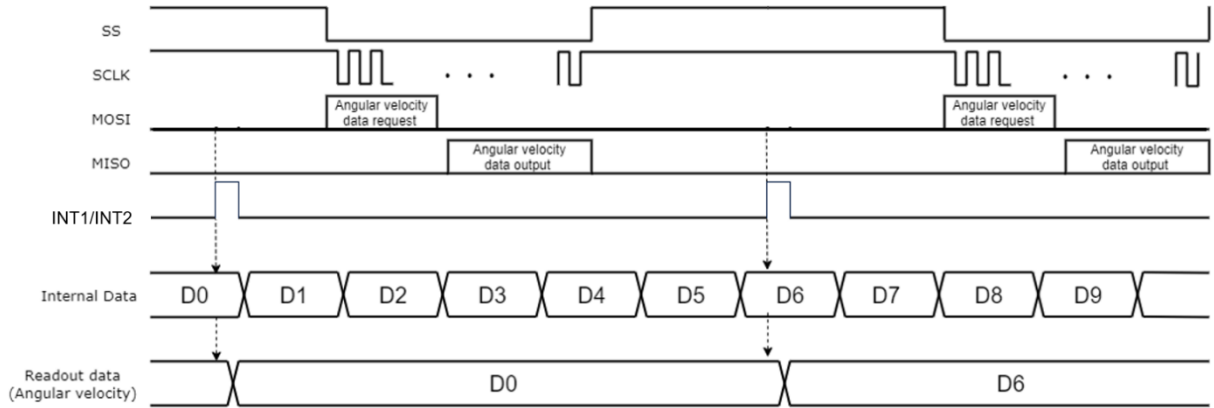 SS
SCLK
. . .
. . .
MOSI
Angular velocity
data request
Angular velocity
data request
MISO
Angular velocity
data output
Angular velocity
data output
INT1/INT2
Internal Data
D0 D1 D2 D3 D4 D5 D6 D7 D8 D9
Readout data
(Angular velocity)
D0 D6